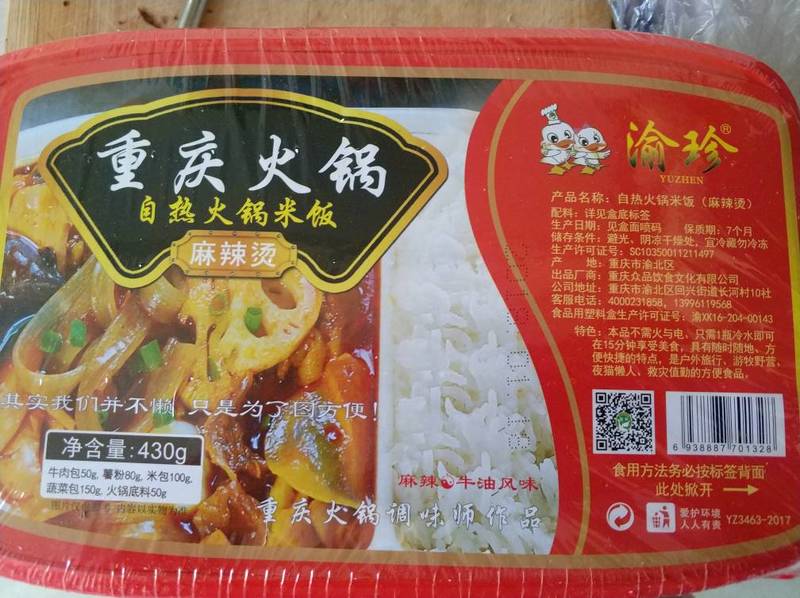 重庆火锅
自热火锅米饭
麻辣烫
其实我们并不懒 只是为了图方便!
净含量:430g
牛肉包50g, 薯粉80g, 米包100g,
蔬菜包150g, 火锅底料50g
麻辣 牛油风味
重庆火锅调味师作品
渝珍®
YUZHEN
产品名称: 自热火锅米饭 (麻辣烫)
配料: 详见盒底标签
生产日期: 见盒面喷码 保质期: 7个月
储存条件: 避光、阴凉干燥处, 宜冷藏勿冷冻
生产许可证号: SC10350011211497
产 地: 重庆市渝北区
出品厂商: 重庆众品饮食文化有限公司
公司地址: 重庆市渝北区回兴街道长河村10社
客服电话: 4000231858, 13996119568
食品用塑料盒生产许可证号: 渝XK16-204-00143
特色: 本品不需火与电, 只需1瓶冷水即可
在15分钟享受美食, 具有随时随地、方
便快捷的特点, 是户外旅行、游牧野营、
夜猫懒人、救灾值勤的方便食品。
6 938887 701328
食用方法务必按标签背面
此处掀开
爱护环境
人人有责
YZ3463-2017